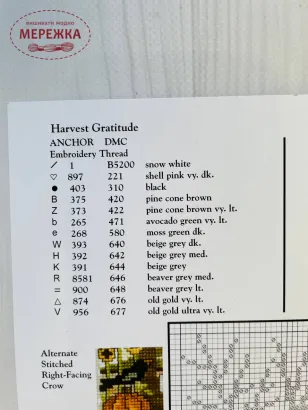 вишивати модно
МЕРЕЖКА
Harvest Gratitude
ANCHOR DMC
Embroidery Thread
⁄ 1 B5200 snow white
♡ 897 221 shell pink vy. dk.
● 403 310 black
B 375 420 pine cone brown
Z 373 422 pine cone brown vy. lt.
b 265 471 avocado green vy. lt.
e 268 580 moss green dk.
W 393 640 beige grey dk.
H 392 642 beige grey med.
K 391 644 beige grey
R 8581 646 beaver grey med.
= 900 648 beaver grey lt.
△ 874 676 old gold vy. lt.
V 956 677 old gold ultra vy. lt.
Alternate
Stitched
Right-Facing
Crow